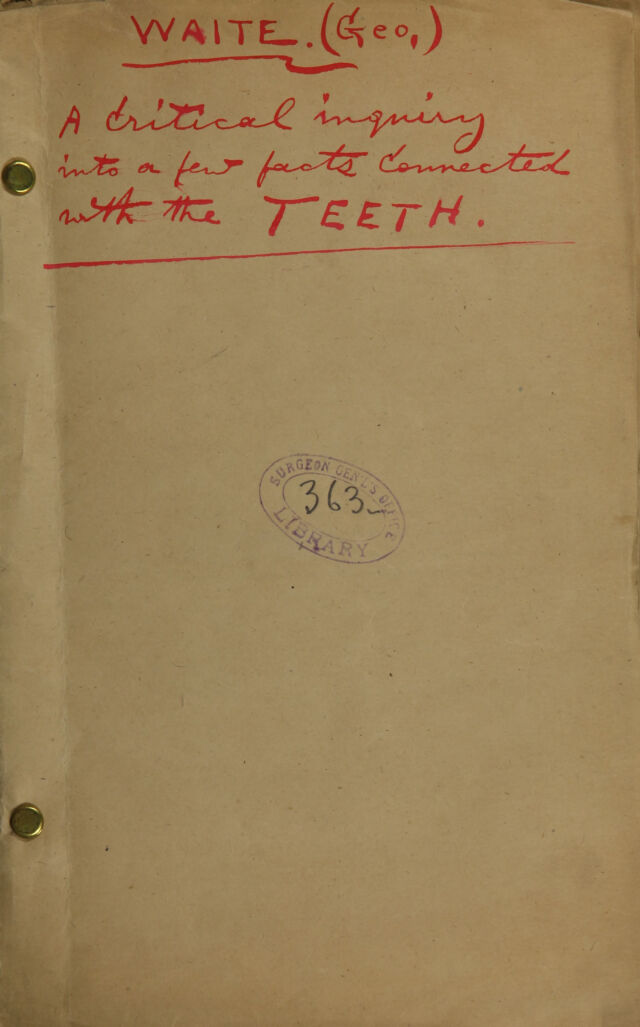 WAITE. (Geo,)
A critical inquiry
into a few facts connected
with the TEETH.
SURGEON GEN'L'S OFFICE
363
LIBRARY